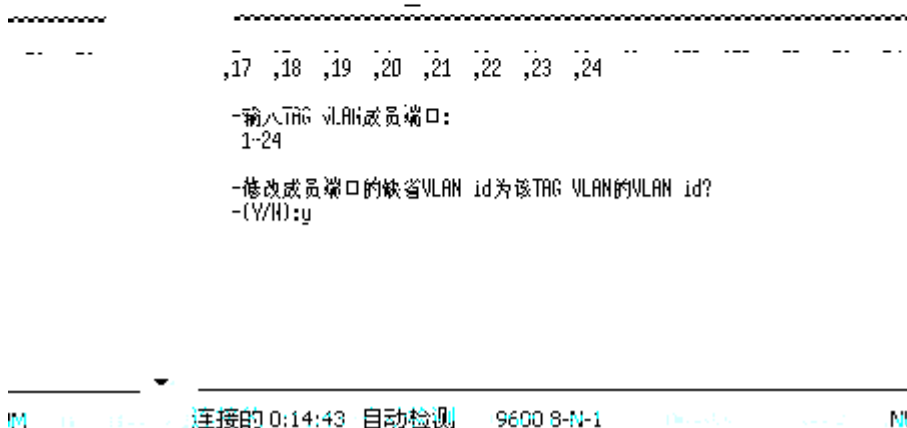 ,17 ,18 ,19 ,20 ,21 ,22 ,23 ,24
-输入TAG VLAN成员端口:
1-24
-修改成员端口的缺省VLAN id为该TAG VLAN的VLAN id?
-(Y/N):y
连接的 0:14:43 自动检测 9600 8-N-1